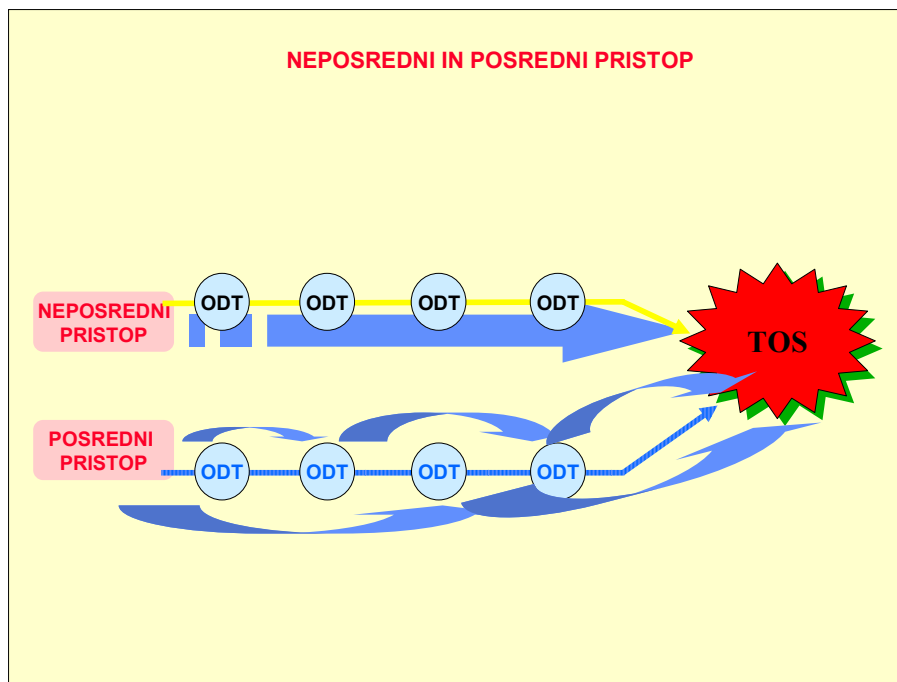 NEPOSREDNI IN POSREDNI PRISTOP
NEPOSREDNI
PRISTOP
ODT ODT ODT ODT
TOS
POSREDNI
PRISTOP
ODT ODT ODT ODT